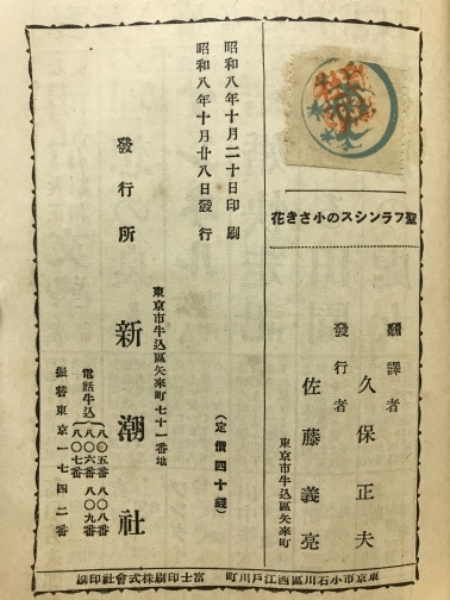 聖フランシスの小さき花
飜譯者 久保正夫
發行者 佐藤義亮
東京市牛込區矢來町
(定價四十錢)
昭和八年十月二十日印刷
昭和八年十月廿八日發行
東京市牛込區矢來町七十一番地
發行所 新潮社
電話牛込
八〇五番 八〇八番
八〇六番 八〇九番
八〇七番
振替東京一七四二番
東京市小石川區西江戸川町 富士印刷株式會社印刷